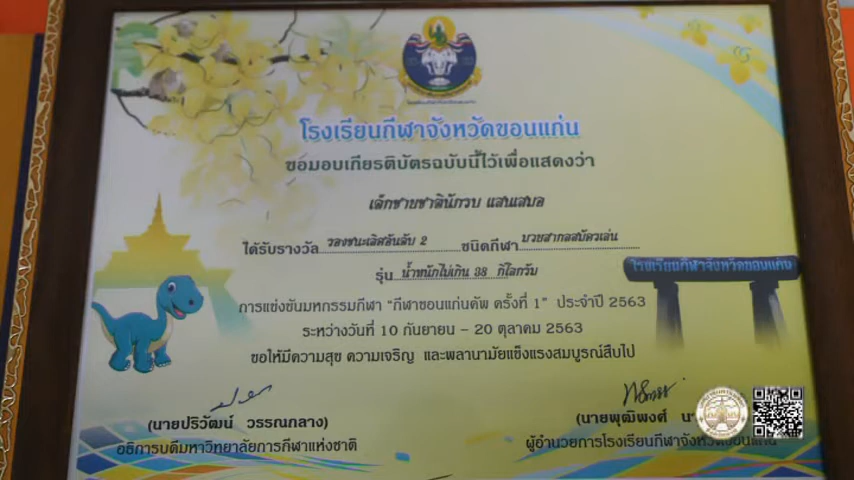 โรงเรียนกีฬาจังหวัดขอนแก่น
ขอมอบเกียรติบัตรฉบับนี้ไว้เพื่อแสดงว่า
เด็กชายชาลินักรบ แสนเสมอ
ได้รับรางวัล รองชนะเลิศอันดับ 2 ชนิดกีฬา มวยสากลสมัครเล่น
รุ่น น้ำหนักไม่เกิน 38 กิโลกรัม
โรงเรียนกีฬาจังหวัดขอนแก่น
การแข่งขันมหกรรมกีฬา "กีฬาขอนแก่นคัพ ครั้งที่ 1" ประจำปี 2563
ระหว่างวันที่ 10 กันยายน - 20 ตุลาคม 2563
ขอให้มีความสุข ความเจริญ และพลานามัยแข็งแรงสมบูรณ์สืบไป
(นายปริวัฒน์ วรรณกลาง)
(นายพุฒิพงศ์
อธิการบดีมหาวิทยาลัยการกีฬาแห่งชาติ
ผู้อำนวยการโรงเรียนกีฬาจังหวัดขอนแก่น